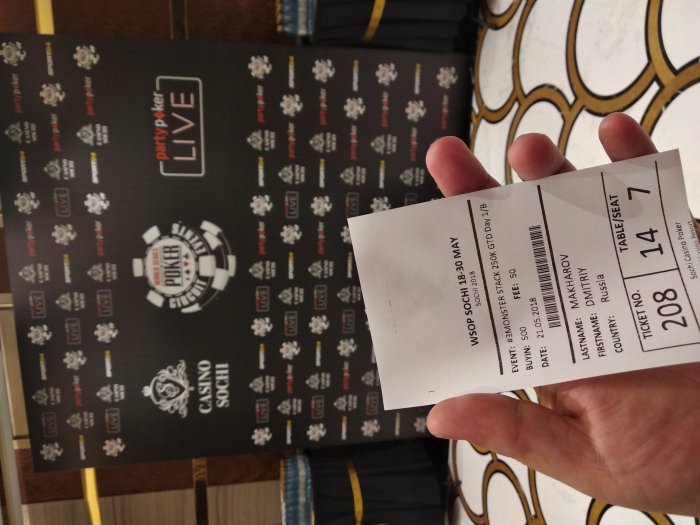 partypoker
LIVE
WORLD SERIES
POKER
CIRCUIT
CASINO
SOCHI
WSOP SOCHI 18-30 MAY
SOCHI 2018
EVENT: #3MONSTER STACK 250K GTD Day 1/B
BUYIN: 500 FEE: 50
DATE: 21.05.2018
LASTNAME: MAKHAROV
FIRSTNAME: DMITRIY
COUNTRY: Russia
TICKET NO. TABLE/SEAT
208 14 7
Sochi Casino Poker